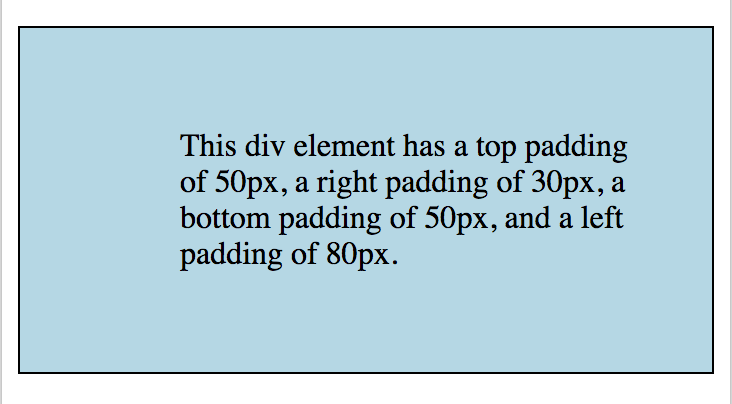 This div element has a top padding
of 50px, a right padding of 30px, a
bottom padding of 50px, and a left
padding of 80px.